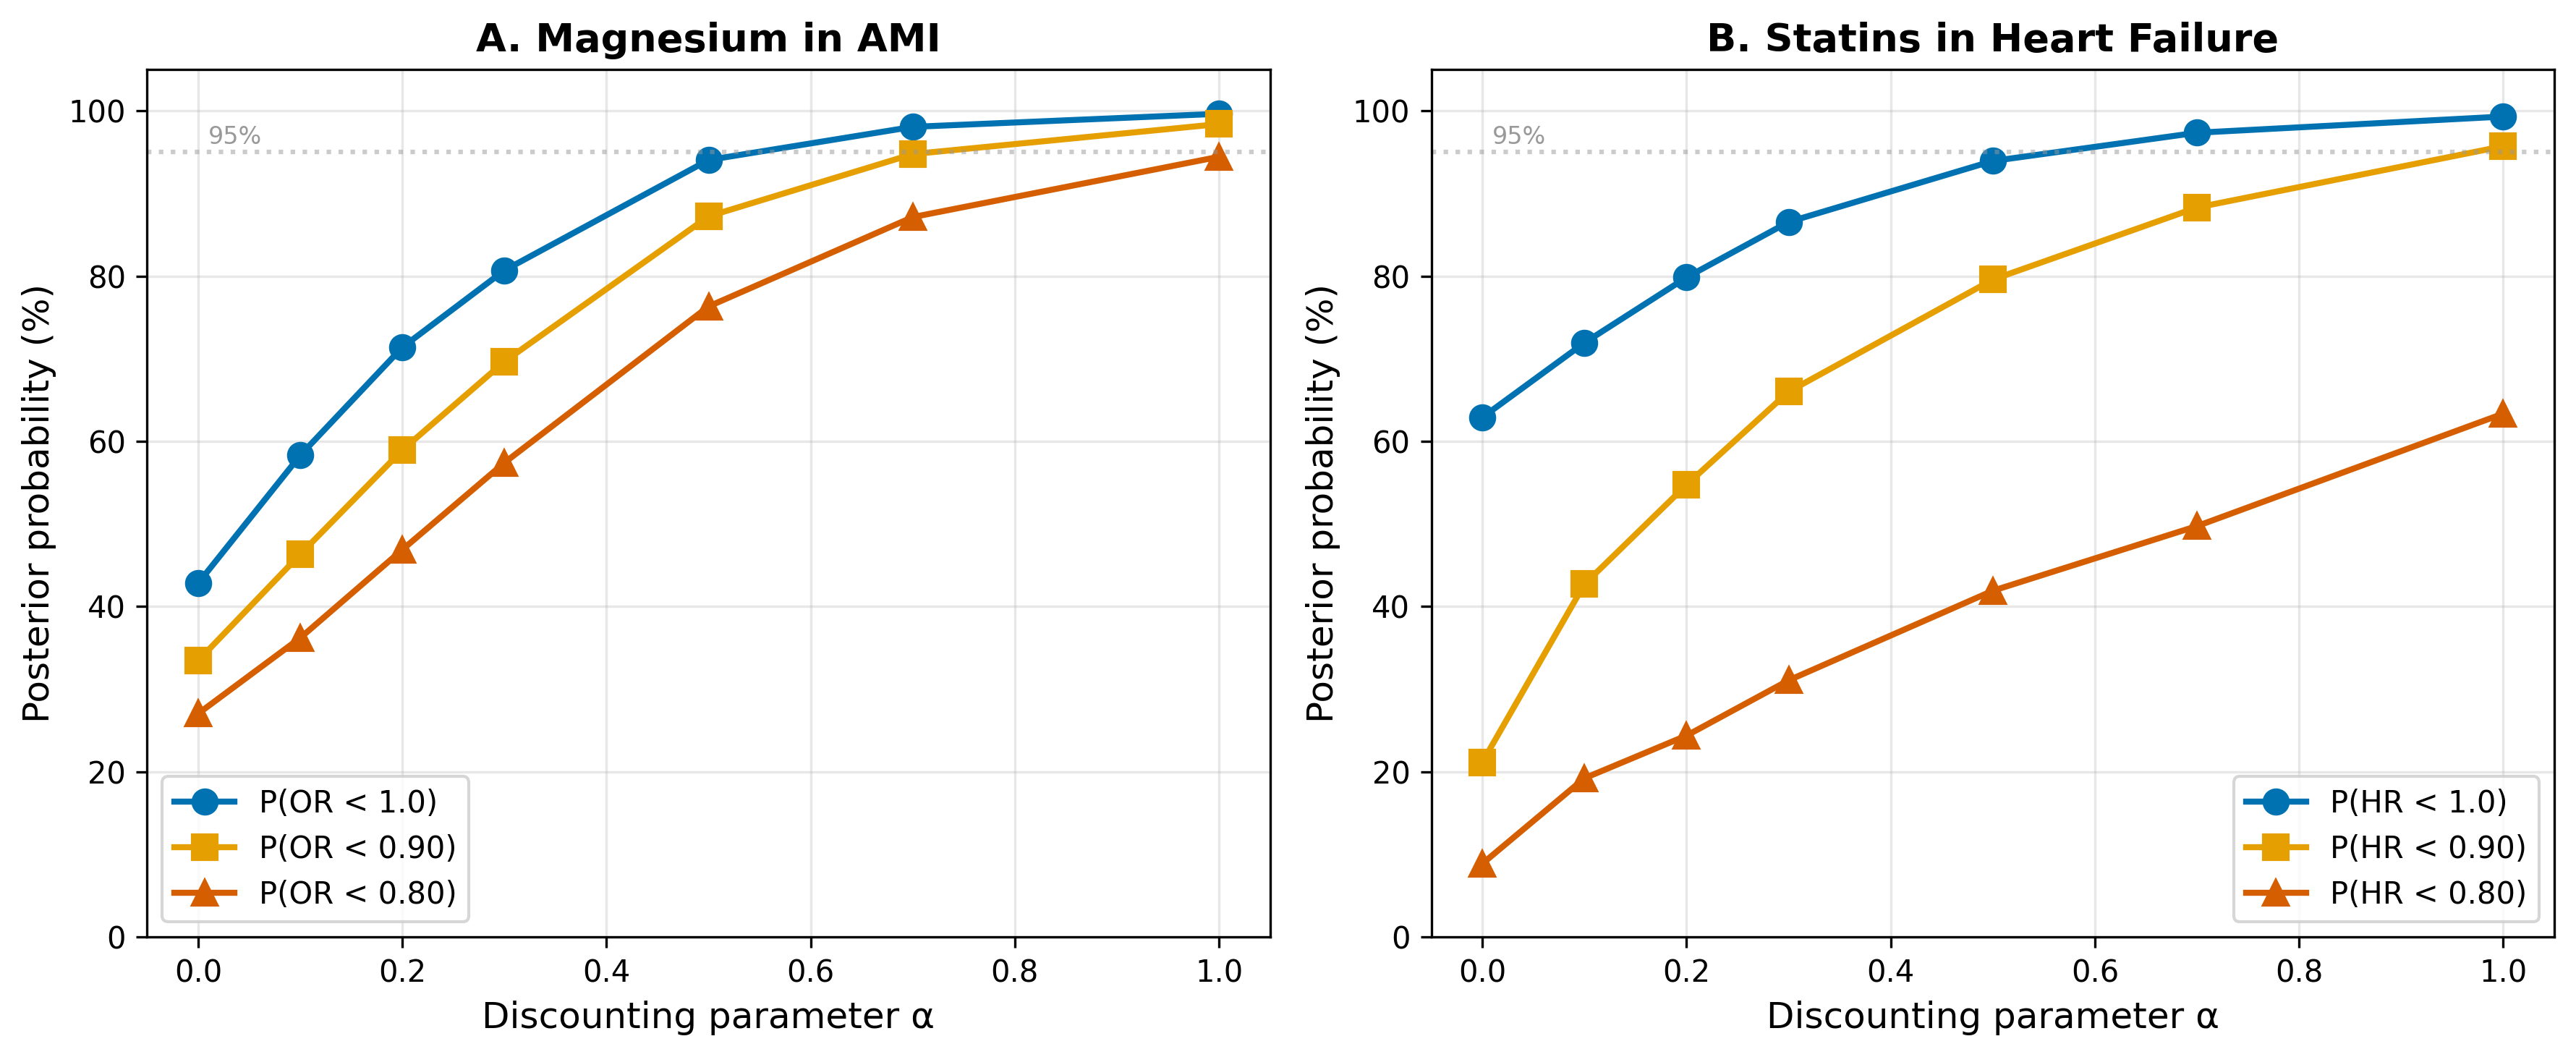 A. Magnesium in AMI
Posterior probability (%)
100
80
60
40
20
0
95%
P(OR < 1.0)
P(OR < 0.90)
P(OR < 0.80)
0.0 0.2 0.4 0.6 0.8 1.0
Discounting parameter α
B. Statins in Heart Failure
Posterior probability (%)
100
80
60
40
20
0
95%
P(HR < 1.0)
P(HR < 0.90)
P(HR < 0.80)
0.0 0.2 0.4 0.6 0.8 1.0
Discounting parameter α